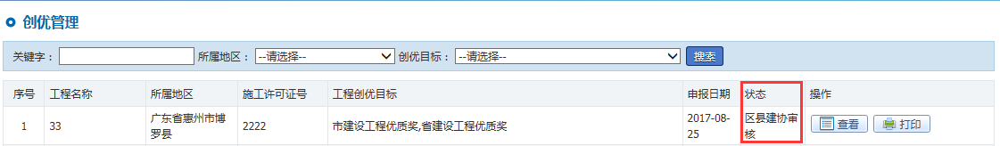 创优管理
关键字： 所属地区： --请选择-- 创优目标： --请选择-- 搜索
序号 工程名称 所属地区 施工许可证号 工程创优目标 申报日期 状态 操作
1 33 广东省惠州市博 2222 市建设工程优质奖,省建设工程优质奖 2017-08- 区县建协审 查看 打印
罗县 25 核